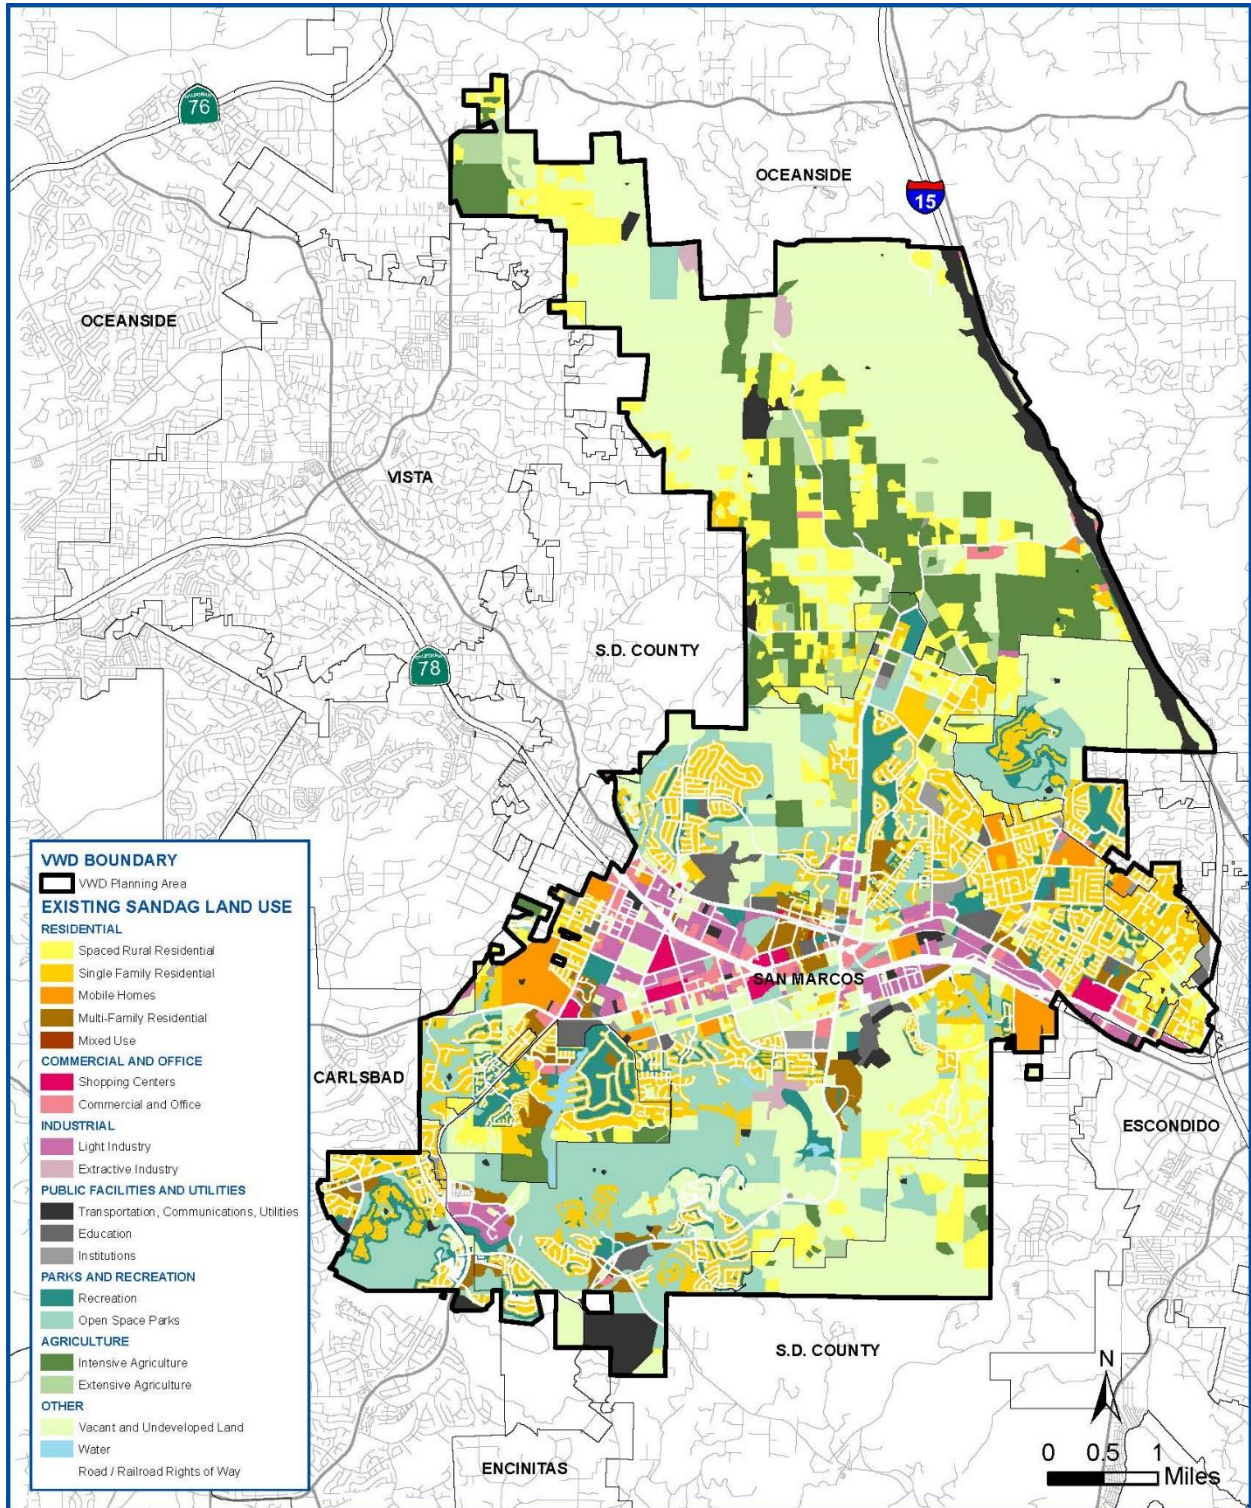 CALIFORNIA
76
OCEANSIDE
15
OCEANSIDE
VISTA
S.D. COUNTY
CALIFORNIA
78
VWD BOUNDARY
VWD Planning Area
EXISTING SANDAG LAND USE
RESIDENTIAL
Spaced Rural Residential
Single Family Residential
Mobile Homes
Multi-Family Residential
Mixed Use
COMMERCIAL AND OFFICE
Shopping Centers
Commercial and Office
INDUSTRIAL
Light Industry
Extractive Industry
PUBLIC FACILITIES AND UTILITIES
Transportation, Communications, Utilities
Education
Institutions
PARKS AND RECREATION
Recreation
Open Space Parks
AGRICULTURE
Intensive Agriculture
Extensive Agriculture
OTHER
Vacant and Undeveloped Land
Water
Road / Railroad Rights of Way
SAN MARCOS
CARLSBAD
ESCONDIDO
S.D. COUNTY
ENCINITAS
N
0 0.5 1
Miles